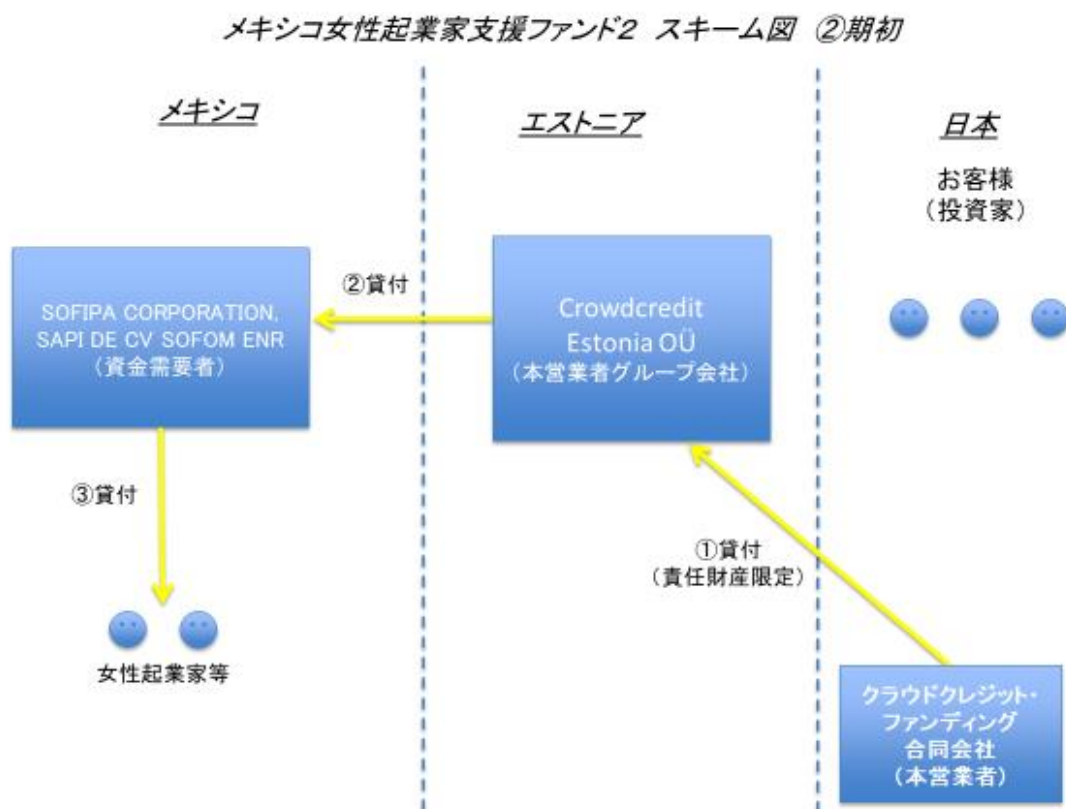 メキシコ女性起業家支援ファンド2 スキーム図 ②期初
メキシコ
エストニア
日本
お客様
（投資家）
SOFIPA CORPORATION,
SAPI DE CV SOFOM ENR
（資金需要者）
②貸付
Crowdcredit
Estonia OÜ
（本営業者グループ会社）
③貸付
①貸付
（責任財産限定）
女性起業家等
クラウドクレジット・
ファンディング
合同会社
（本営業者）